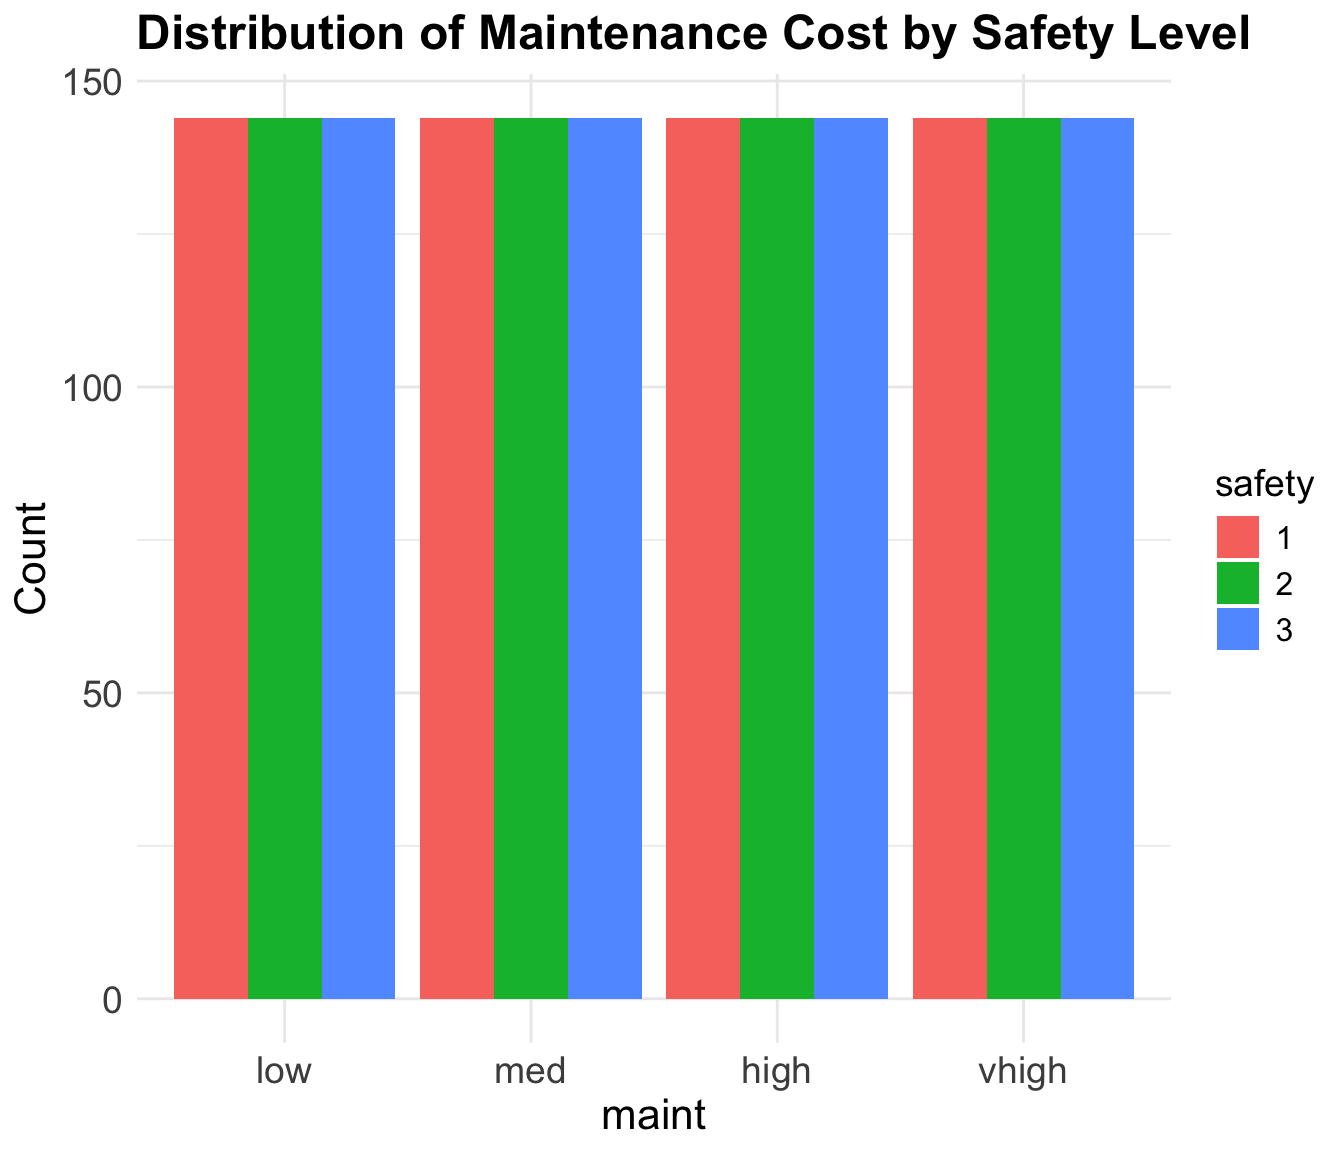 Distribution of Maintenance Cost by Safety Level
150
100
50
0
Count
low med high vhigh
maint
safety
1
2
3